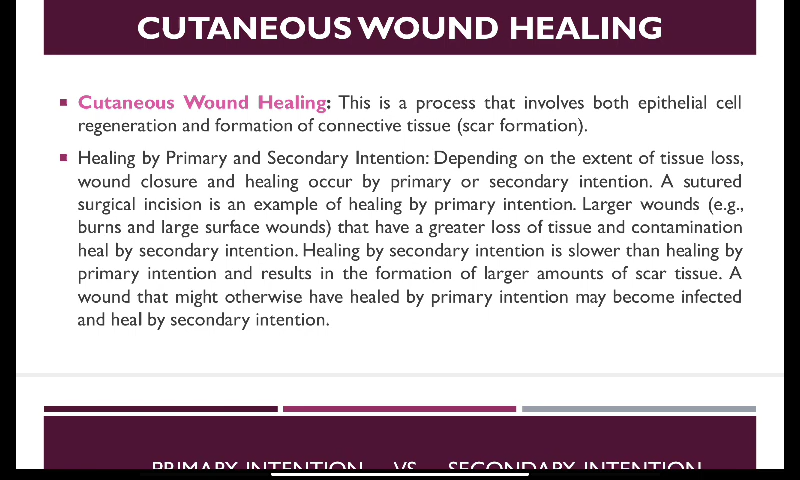 CUTANEOUS WOUND HEALING
▪ Cutaneous Wound Healing: This is a process that involves both epithelial cell
regeneration and formation of connective tissue (scar formation).
▪ Healing by Primary and Secondary Intention: Depending on the extent of tissue loss,
wound closure and healing occur by primary or secondary intention. A sutured
surgical incision is an example of healing by primary intention. Larger wounds (e.g.,
burns and large surface wounds) that have a greater loss of tissue and contamination
heal by secondary intention. Healing by secondary intention is slower than healing by
primary intention and results in the formation of larger amounts of scar tissue. A
wound that might otherwise have healed by primary intention may become infected
and heal by secondary intention.
PRIMARY INTENTION VS SECONDARY INTENTION